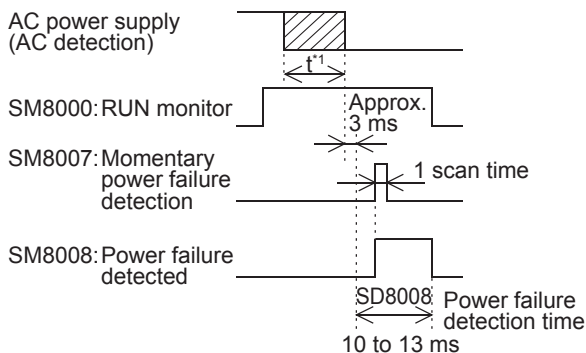 AC power supply
(AC detection)
t*1
SM8000: RUN monitor
Approx.
3 ms
SM8007: Momentary
power failure
detection
1 scan time
SM8008: Power failure
detected
SD8008
Power failure
detection time
10 to 13 ms